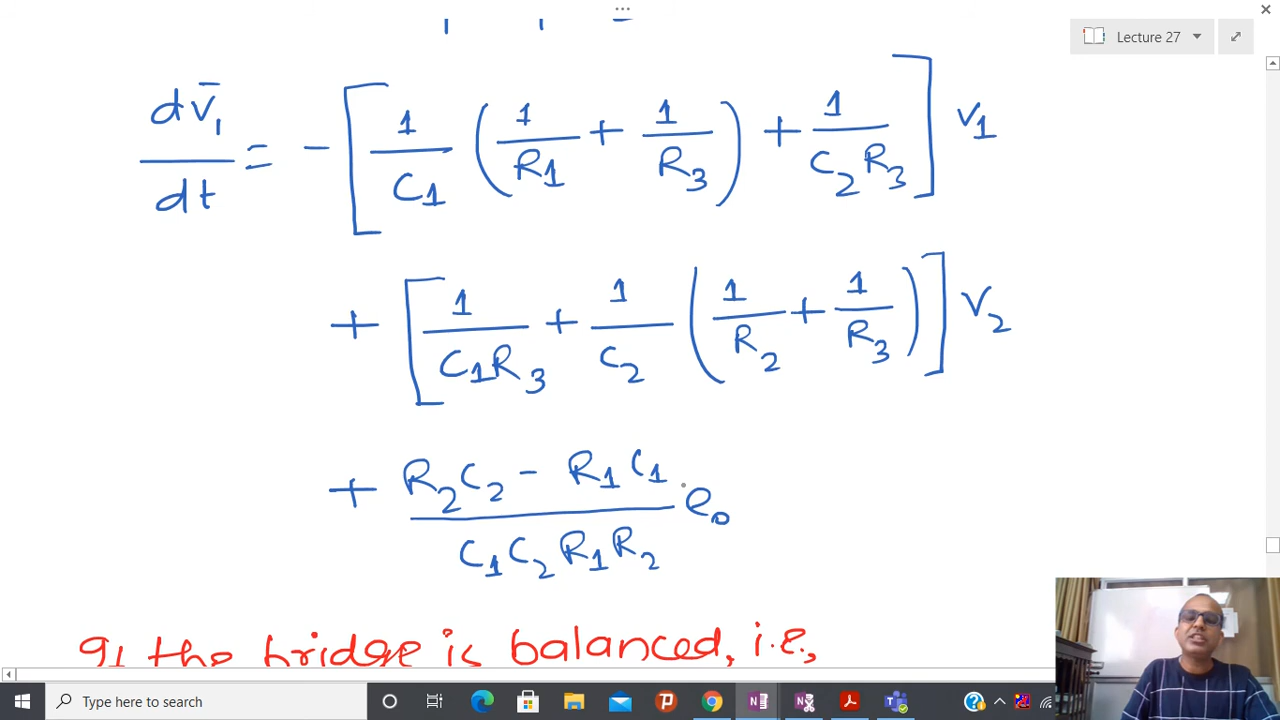 Lecture 27
dv̄₁/dt = - [ 1/C₁ ( 1/R₁ + 1/R₃ ) + 1/(C₂R₃) ] v₁
+ [ 1/(C₁R₃) + 1/C₂ ( 1/R₂ + 1/R₃ ) ] v₂
+ (R₂C₂ - R₁C₁)/(C₁C₂R₁R₂) e₀
If the bridge is balanced, i.e.,
Type here to search